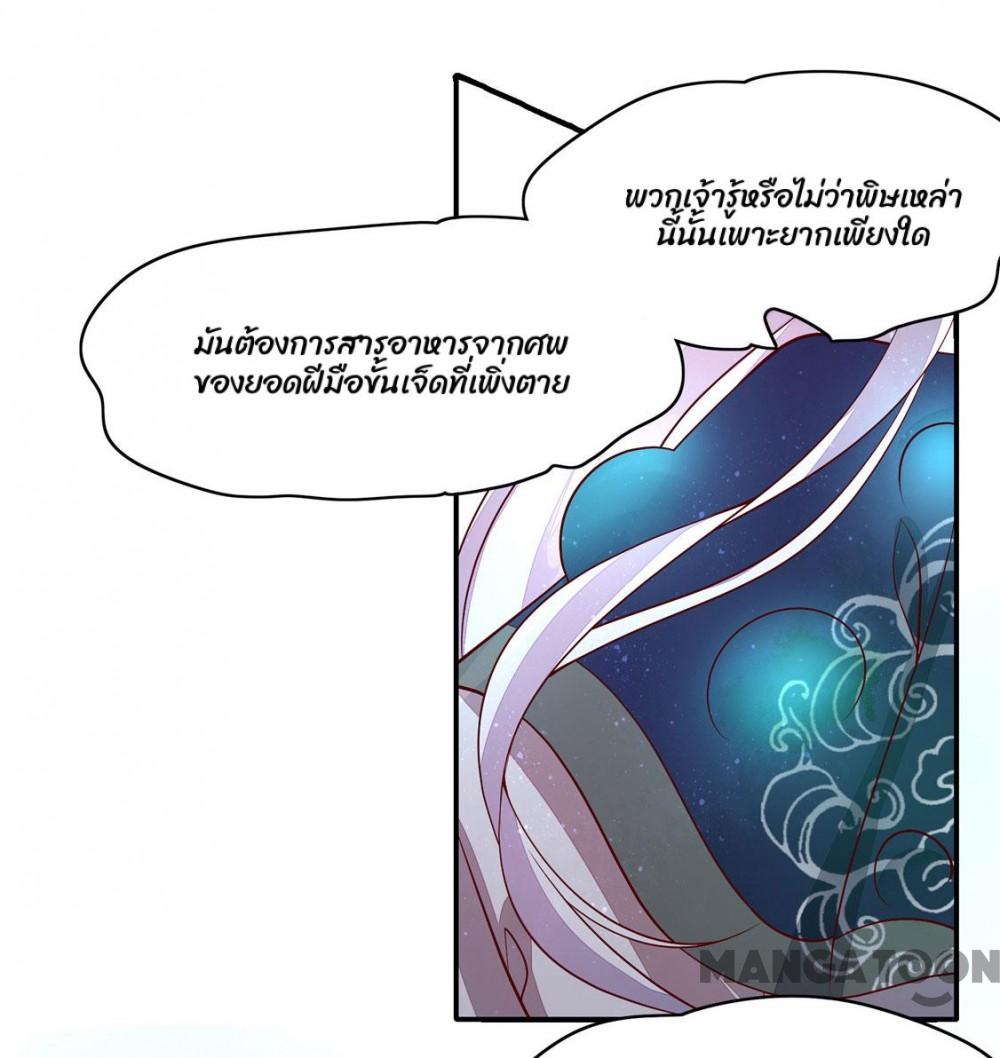 พวกเจ้ารู้หรือไม่ว่าพิษเหล่า
นี้นั้นเพาะยากเพียงใด
มันต้องการสารอาหารจากศพ
ของยอดฝีมือขั้นเจ็ดที่เพิ่งตาย
MANGATOON